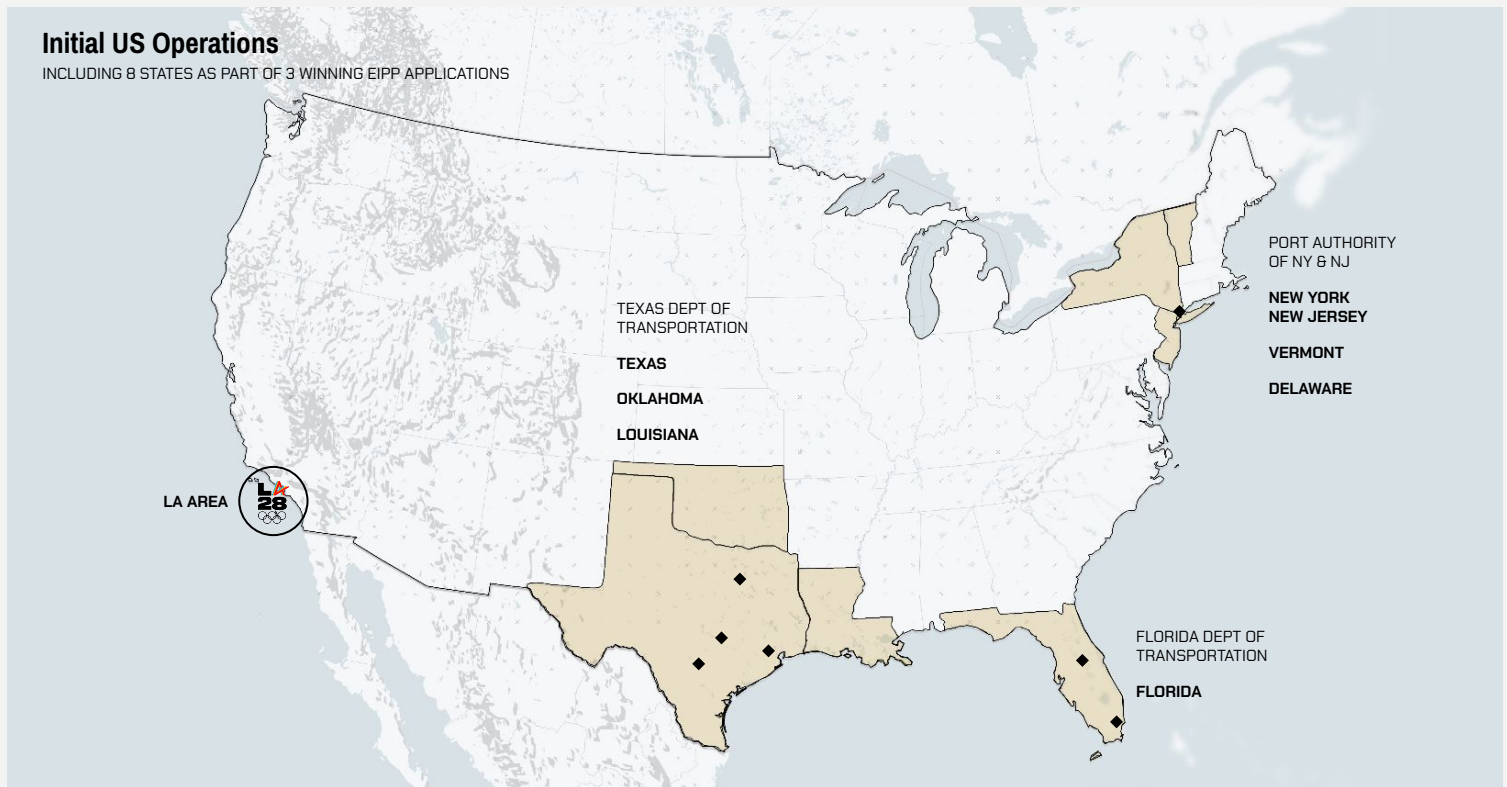 Initial US Operations
INCLUDING 8 STATES AS PART OF 3 WINNING EIPP APPLICATIONS
PORT AUTHORITY
OF NY & NJ
NEW YORK
NEW JERSEY
VERMONT
DELAWARE
TEXAS DEPT OF
TRANSPORTATION
TEXAS
OKLAHOMA
LOUISIANA
LA AREA
LA
28
FLORIDA DEPT OF
TRANSPORTATION
FLORIDA